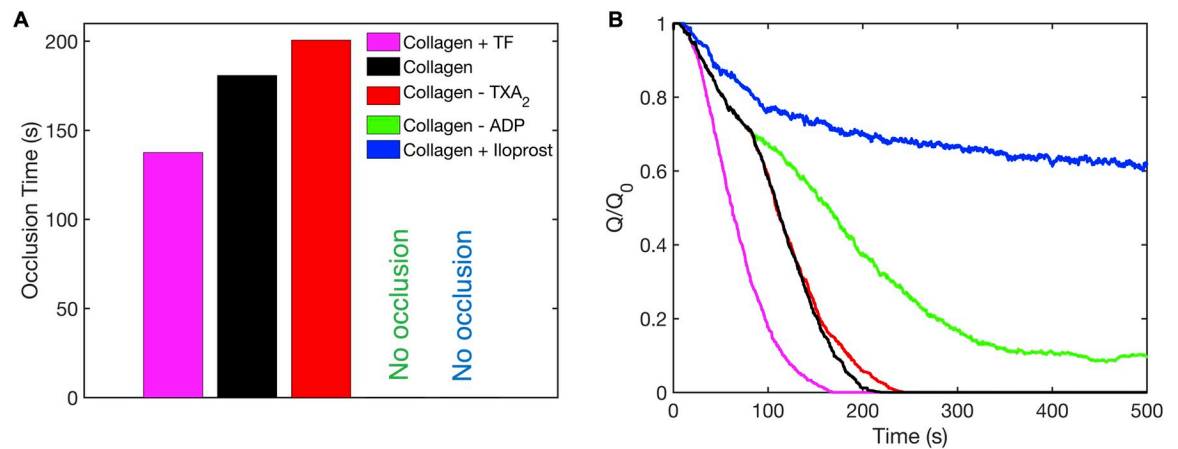 A
Occlusion Time (s)
200
150
100
50
0
Collagen + TF
Collagen
Collagen - TXA2
Collagen - ADP
Collagen + Iloprost
No occlusion
No occlusion
B
Q/Q0
1
0.8
0.6
0.4
0.2
0
0 100 200 300 400 500
Time (s)